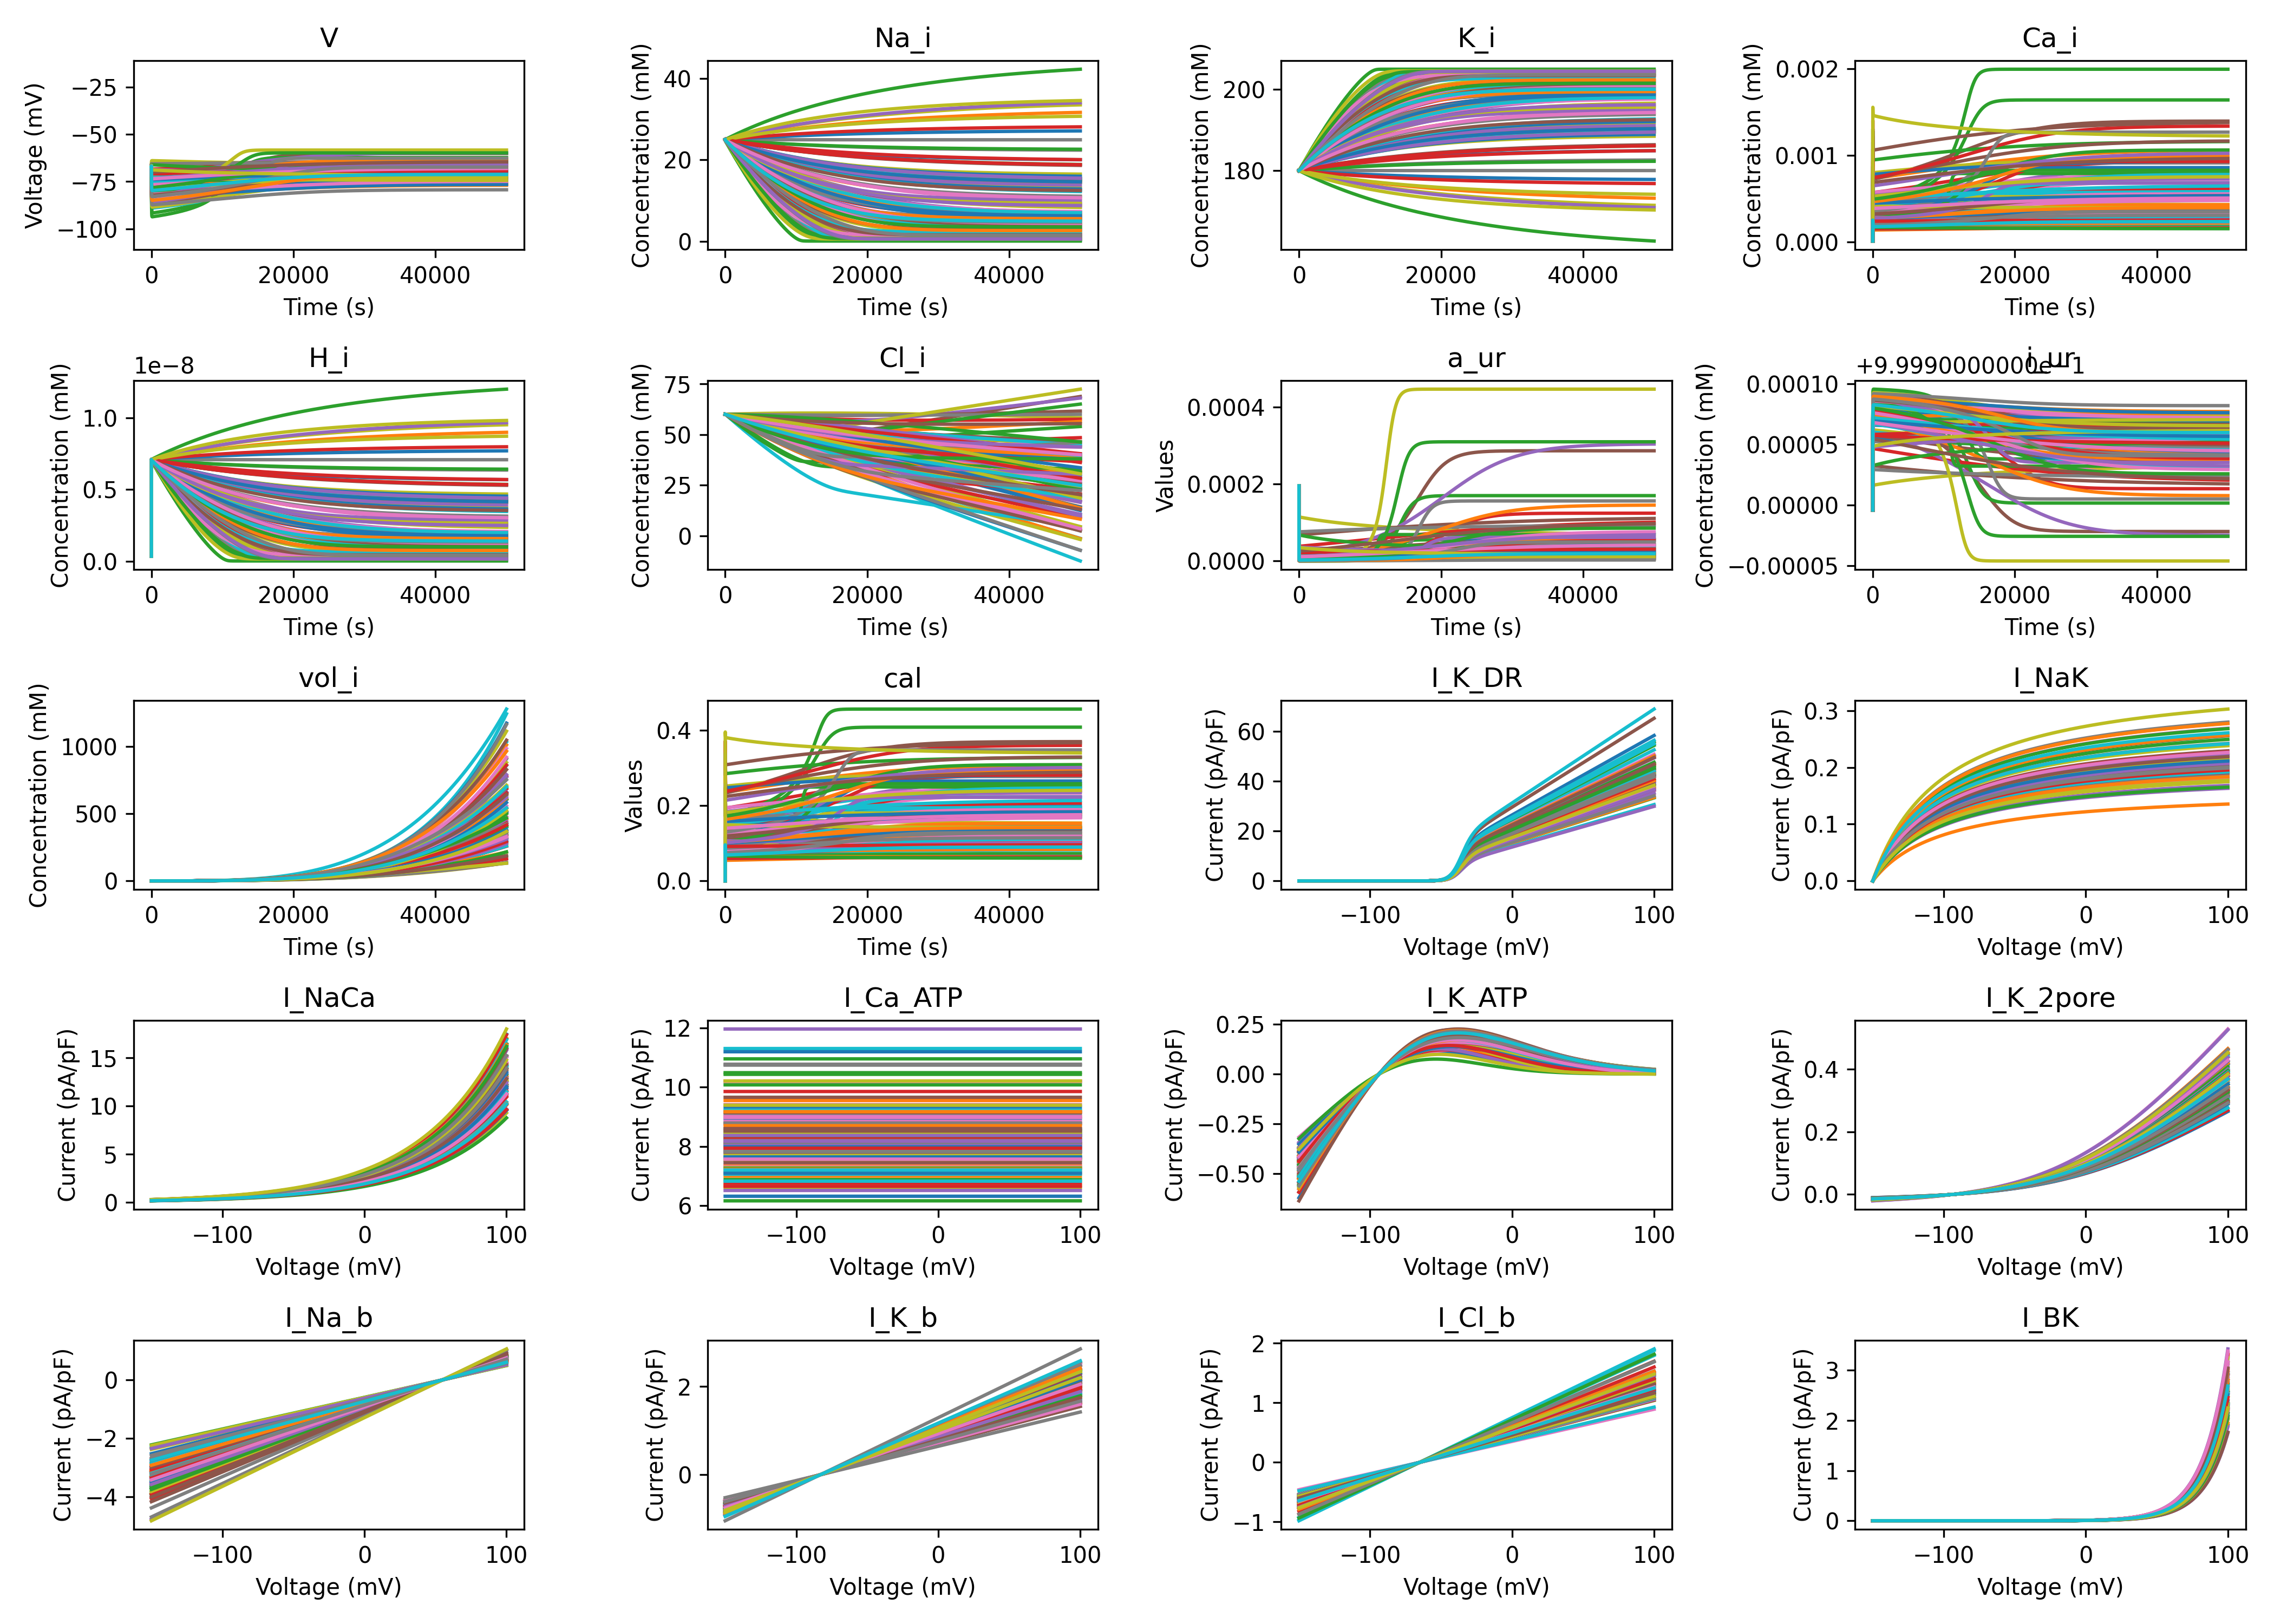 V
Voltage (mV)
−25
−50
−75
−100
0 20000 40000
Time (s)
Na_i
Concentration (mM)
40
20
0
0 20000 40000
Time (s)
K_i
Concentration (mM)
200
180
0 20000 40000
Time (s)
Ca_i
Concentration (mM)
0.002
0.001
0.000
0 20000 40000
Time (s)
1e−8
H_i
Concentration (mM)
1.0
0.5
0.0
0 20000 40000
Time (s)
Cl_i
Concentration (mM)
75
50
25
0
0 20000 40000
Time (s)
a_ur
Values
0.0004
0.0002
0.0000
0 20000 40000
Time (s)
+9.9990000000e−1
i_ur
Concentration (mM)
0.00010
0.00005
0.00000
−0.00005
0 20000 40000
Time (s)
vol_i
Concentration (mM)
1000
500
0
0 20000 40000
Time (s)
cal
Values
0.4
0.2
0.0
0 20000 40000
Time (s)
I_K_DR
Current (pA/pF)
60
40
20
0
−100 0 100
Voltage (mV)
I_NaK
Current (pA/pF)
0.3
0.2
0.1
0.0
−100 0 100
Voltage (mV)
I_NaCa
Current (pA/pF)
15
10
5
0
−100 0 100
Voltage (mV)
I_Ca_ATP
Current (pA/pF)
12
10
8
6
−100 0 100
Voltage (mV)
I_K_ATP
Current (pA/pF)
0.25
0.00
−0.25
−0.50
−100 0 100
Voltage (mV)
I_K_2pore
Current (pA/pF)
0.4
0.2
0.0
−100 0 100
Voltage (mV)
I_Na_b
Current (pA/pF)
0
−2
−4
−100 0 100
Voltage (mV)
I_K_b
Current (pA/pF)
2
0
−100 0 100
Voltage (mV)
I_Cl_b
Current (pA/pF)
2
1
0
−1
−100 0 100
Voltage (mV)
I_BK
Current (pA/pF)
3
2
1
0
−100 0 100
Voltage (mV)